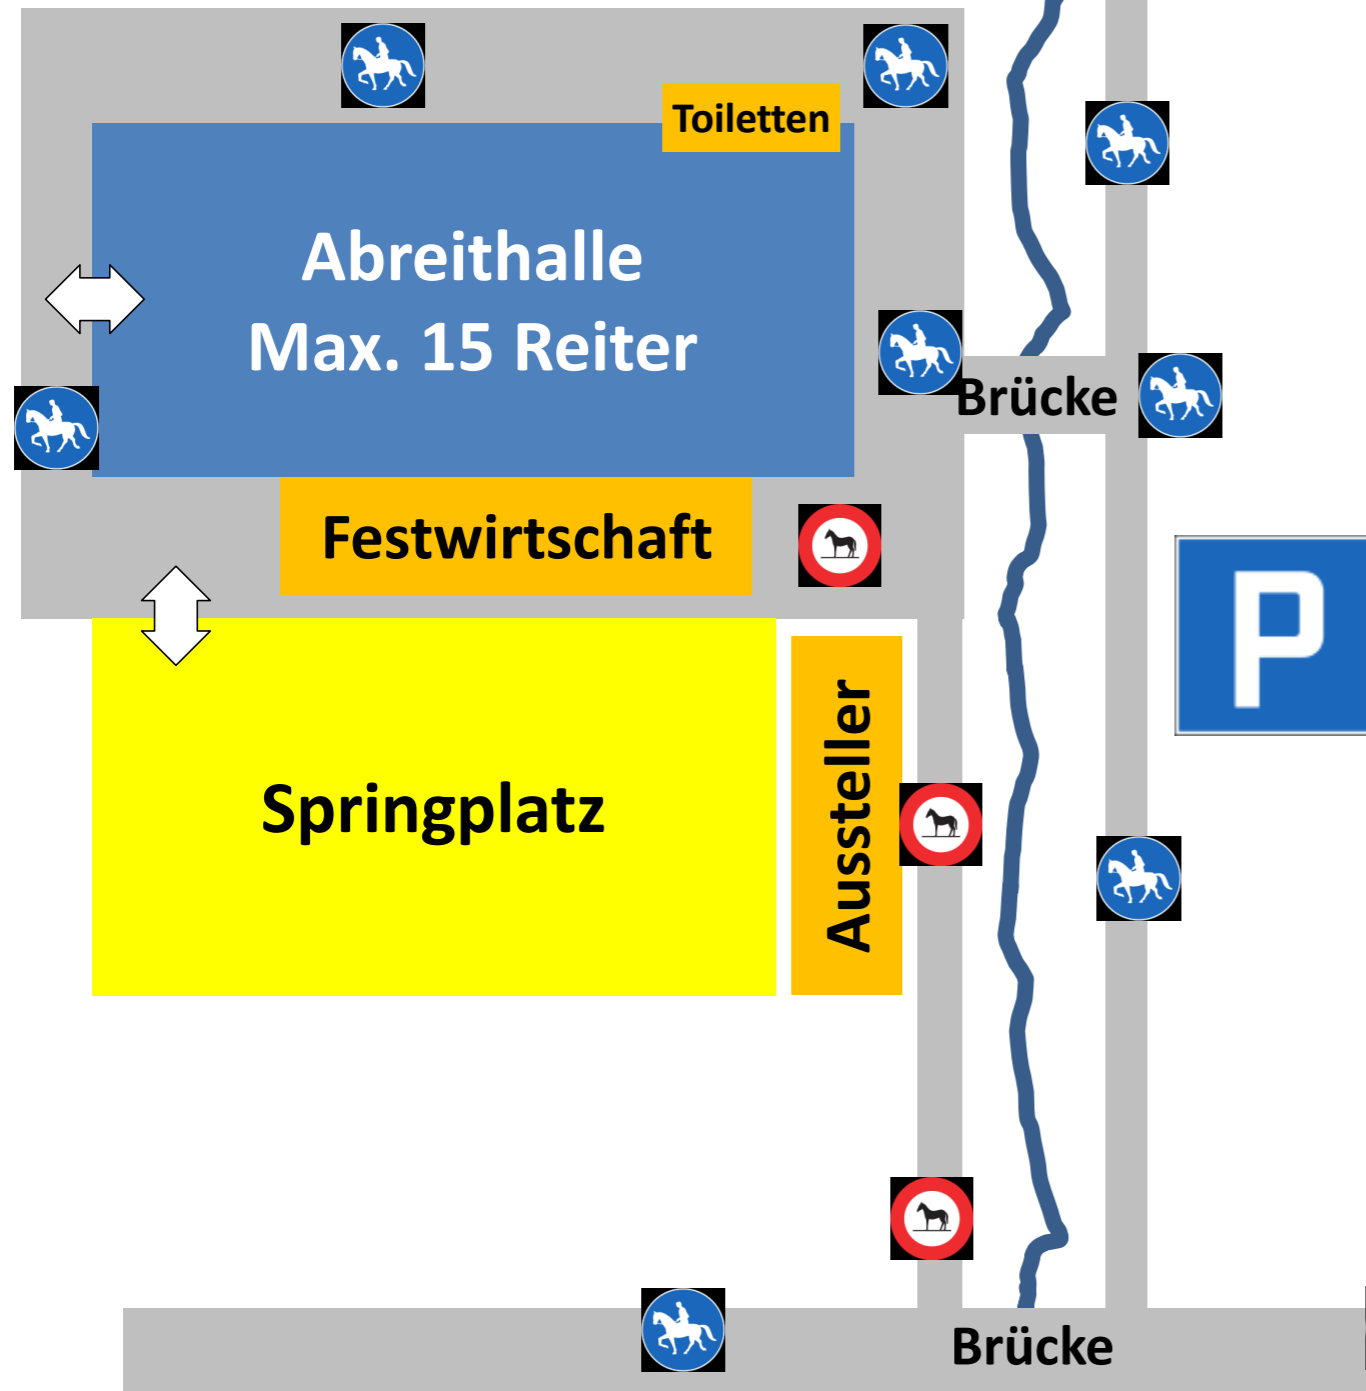 Toiletten
Abreithalle
Max. 15 Reiter
Brücke
Festwirtschaft
P
Springplatz
Aussteller
Brücke